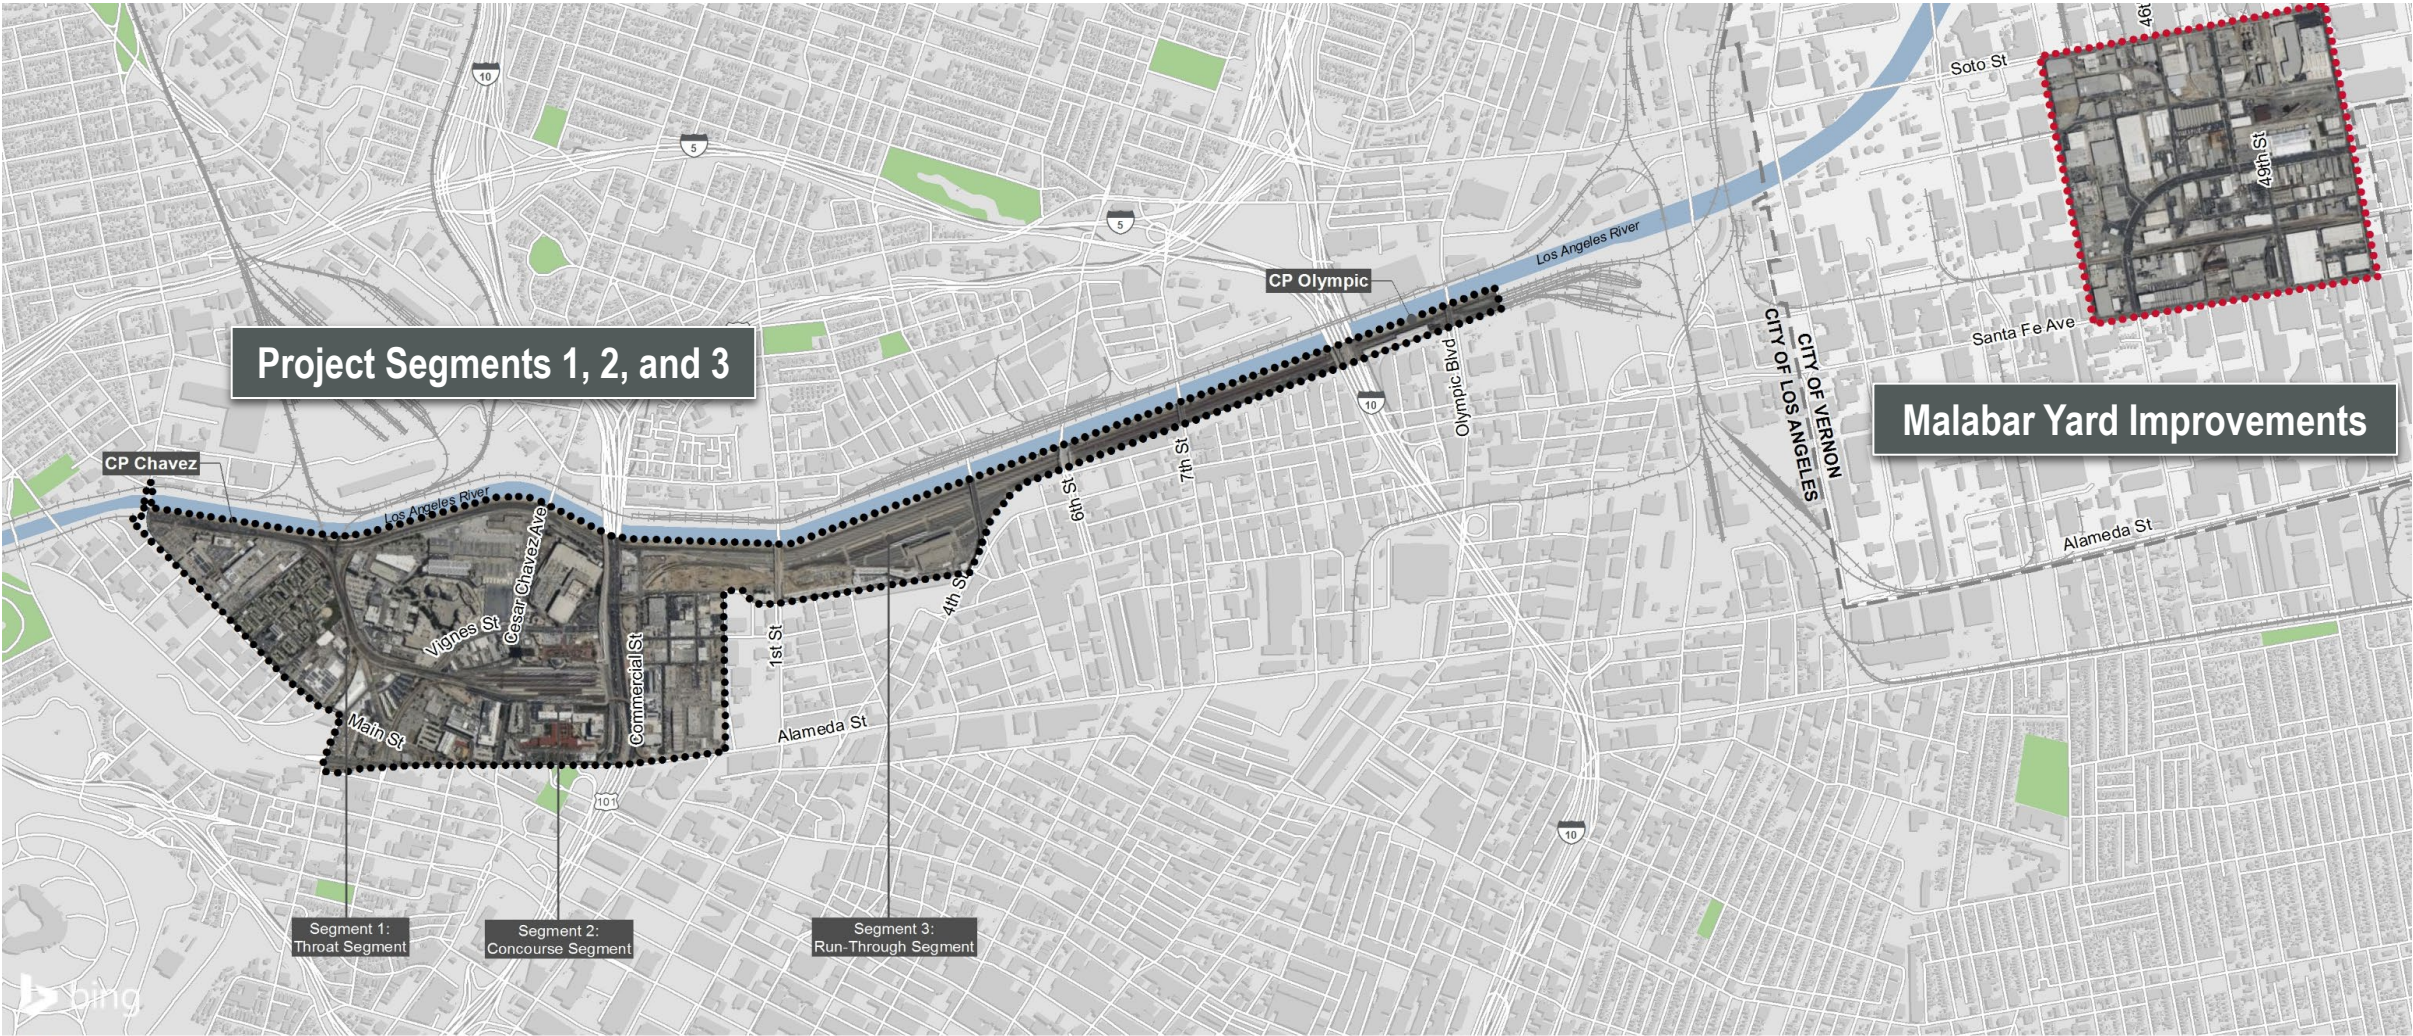 46t
10
Soto St
5
49th St
5
Los Angeles River
CP Olympic
Santa Fe Ave
CITY OF VERNON
CITY OF LOS ANGELES
Project Segments 1, 2, and 3
Olympic Blvd
10
Malabar Yard Improvements
CP Chavez
Los Angeles River
7th St
6th St
Cesar Chavez Ave
Alameda St
4th St
Vignes St
1st St
Commercial St
Main St
Alameda St
101
10
Segment 1:
Throat Segment
Segment 2:
Concourse Segment
Segment 3:
Run-Through Segment
bing